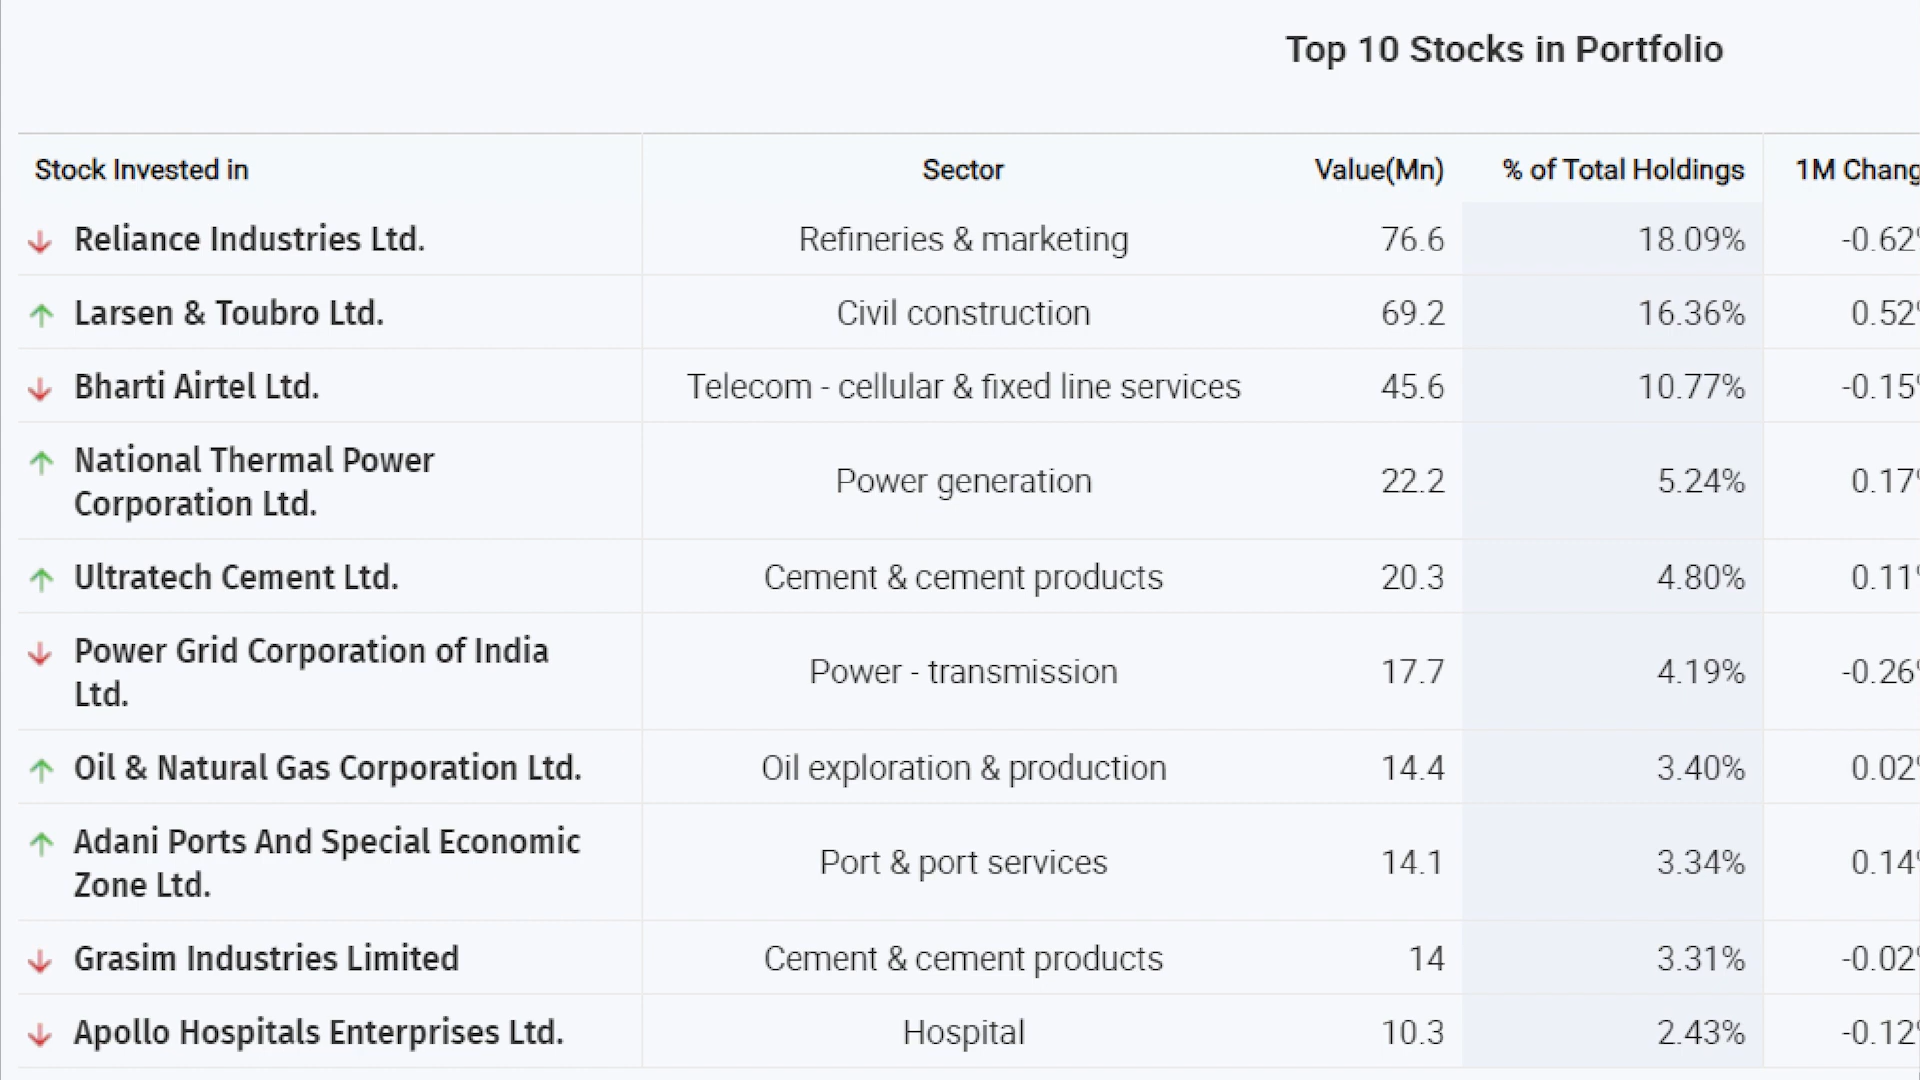 Top 10 Stocks in Portfolio
Stock Invested in Sector Value(Mn) % of Total Holdings 1M Chang
Reliance Industries Ltd. Refineries & marketing 76.6 18.09% -0.62%
Larsen & Toubro Ltd. Civil construction 69.2 16.36% 0.52%
Bharti Airtel Ltd. Telecom - cellular & fixed line services 45.6 10.77% -0.15%
National Thermal Power
Corporation Ltd. Power generation 22.2 5.24% 0.17%
Ultratech Cement Ltd. Cement & cement products 20.3 4.80% 0.11%
Power Grid Corporation of India
Ltd. Power - transmission 17.7 4.19% -0.26%
Oil & Natural Gas Corporation Ltd. Oil exploration & production 14.4 3.40% 0.02%
Adani Ports And Special Economic
Zone Ltd. Port & port services 14.1 3.34% 0.14%
Grasim Industries Limited Cement & cement products 14 3.31% -0.02%
Apollo Hospitals Enterprises Ltd. Hospital 10.3 2.43% -0.12%